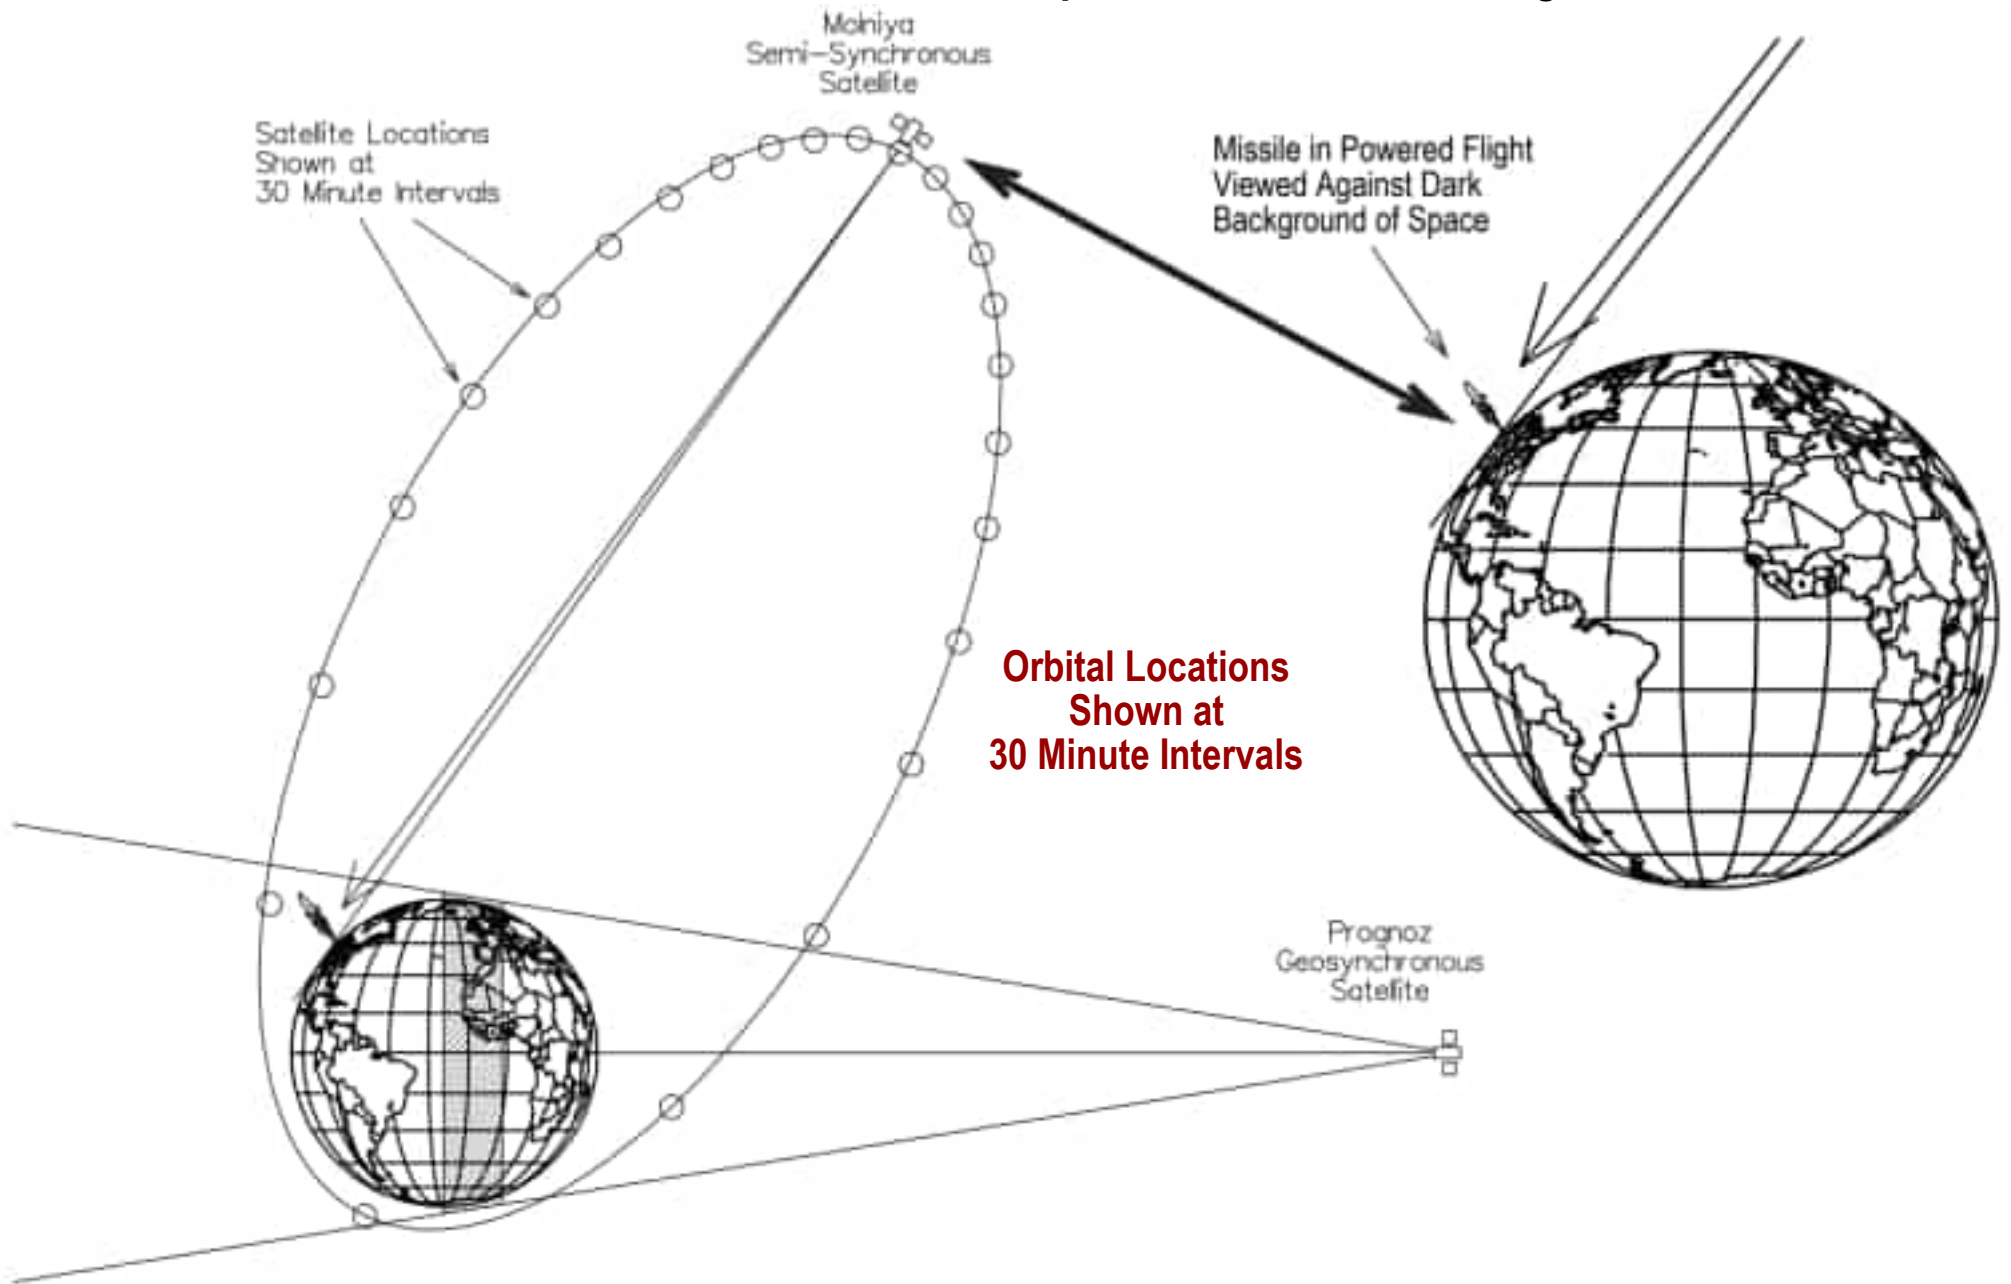 Molniya
Semi-Synchronous
Satellite
Satellite Locations
Shown at
30 Minute Intervals
Missile in Powered Flight
Viewed Against Dark
Background of Space
Orbital Locations
Shown at
30 Minute Intervals
Prognoz
Geosynchronous
Satellite